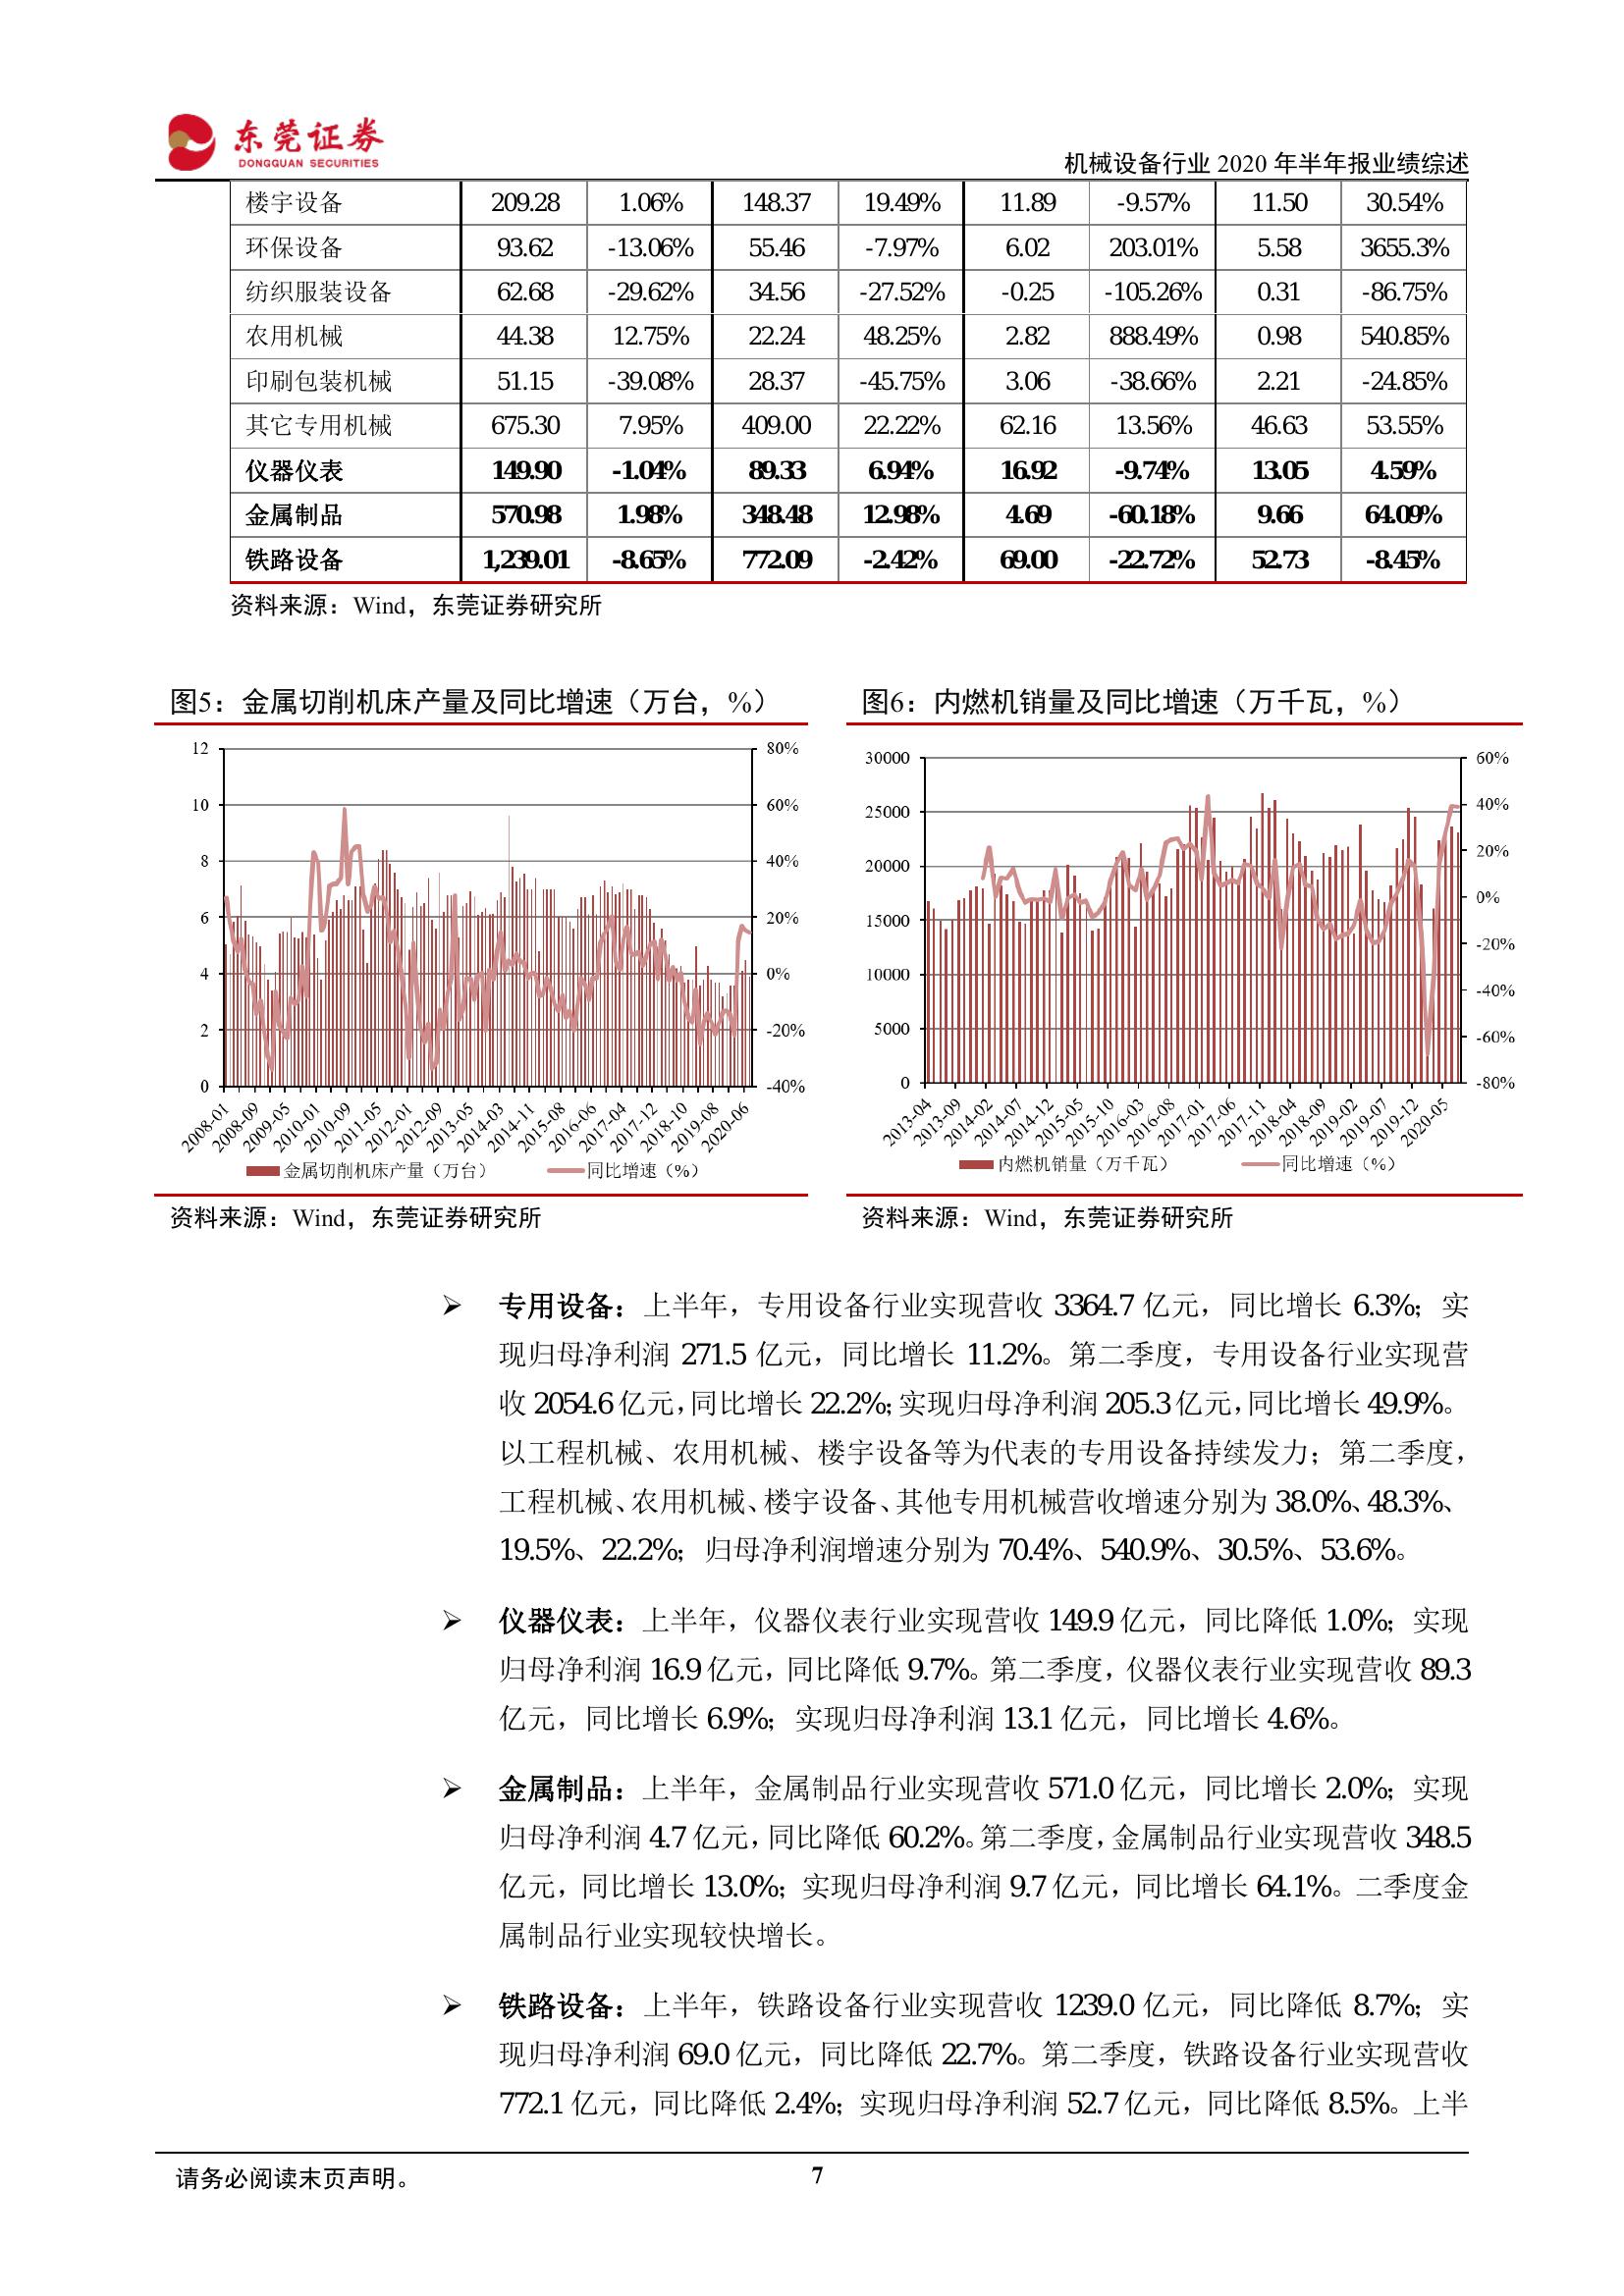 东莞证券
DONGGUAN SECURITIES
机械设备行业 2020 年半年报业绩综述
楼宇设备 209.28 1.06% 148.37 19.49% 11.89 -9.57% 11.50 30.54%
环保设备 93.62 -13.06% 55.46 -7.97% 6.02 203.01% 5.58 3655.3%
纺织服装设备 62.68 -29.62% 34.56 -27.52% -0.25 -105.26% 0.31 -86.75%
农用机械 44.38 12.75% 22.24 48.25% 2.82 888.49% 0.98 540.85%
印刷包装机械 51.15 -39.08% 28.37 -45.75% 3.06 -38.66% 2.21 -24.85%
其它专用机械 675.30 7.95% 409.00 22.22% 62.16 13.56% 46.63 53.55%
仪器仪表 149.90 -1.04% 89.33 6.94% 16.92 -9.74% 13.05 4.59%
金属制品 570.98 1.98% 348.48 12.98% 4.69 -60.18% 9.66 64.09%
铁路设备 1,239.01 -8.65% 772.09 -2.42% 69.00 -22.72% 52.73 -8.45%
资料来源：Wind，东莞证券研究所
图5：金属切削机床产量及同比增速（万台，%）
12 80%
10 60%
8 40%
6 20%
4 0%
2 -20%
0 -40%
2008-01 2008-09 2009-05 2010-01 2010-09 2011-05 2012-01 2012-09 2013-05 2014-03 2014-11 2015-08 2016-06 2017-04 2017-12 2018-10 2019-08 2020-06
金属切削机床产量（万台） 同比增速（%）
资料来源：Wind，东莞证券研究所
图6：内燃机销量及同比增速（万千瓦，%）
30000 60%
25000 40%
20000 20%
15000 0%
10000 -20%
5000 -40%
0 -60%
-80%
2013-04 2013-09 2014-02 2014-07 2014-12 2015-05 2015-10 2016-03 2016-08 2017-01 2017-06 2017-11 2018-04 2018-09 2019-02 2019-07 2019-12 2020-05
内燃机销量（万千瓦） 同比增速（%）
资料来源：Wind，东莞证券研究所
➢ 专用设备：上半年，专用设备行业实现营收 3364.7 亿元，同比增长 6.3%；实
现归母净利润 271.5 亿元，同比增长 11.2%。第二季度，专用设备行业实现营
收 2054.6 亿元，同比增长 22.2%；实现归母净利润 205.3 亿元，同比增长 49.9%。
以工程机械、农用机械、楼宇设备等为代表的专用设备持续发力；第二季度，
工程机械、农用机械、楼宇设备、其他专用机械营收增速分别为 38.0%、48.3%、
19.5%、22.2%；归母净利润增速分别为 70.4%、540.9%、30.5%、53.6%。
➢ 仪器仪表：上半年，仪器仪表行业实现营收 149.9 亿元，同比降低 1.0%；实现
归母净利润 16.9 亿元，同比降低 9.7%。第二季度，仪器仪表行业实现营收 89.3
亿元，同比增长 6.9%；实现归母净利润 13.1 亿元，同比增长 4.6%。
➢ 金属制品：上半年，金属制品行业实现营收 571.0 亿元，同比增长 2.0%；实现
归母净利润 4.7 亿元，同比降低 60.2%。第二季度，金属制品行业实现营收 348.5
亿元，同比增长 13.0%；实现归母净利润 9.7 亿元，同比增长 64.1%。二季度金
属制品行业实现较快增长。
➢ 铁路设备：上半年，铁路设备行业实现营收 1239.0 亿元，同比降低 8.7%；实
现归母净利润 69.0 亿元，同比降低 22.7%。第二季度，铁路设备行业实现营收
772.1 亿元，同比降低 2.4%；实现归母净利润 52.7 亿元，同比降低 8.5%。上半
请务必阅读末页声明。
7